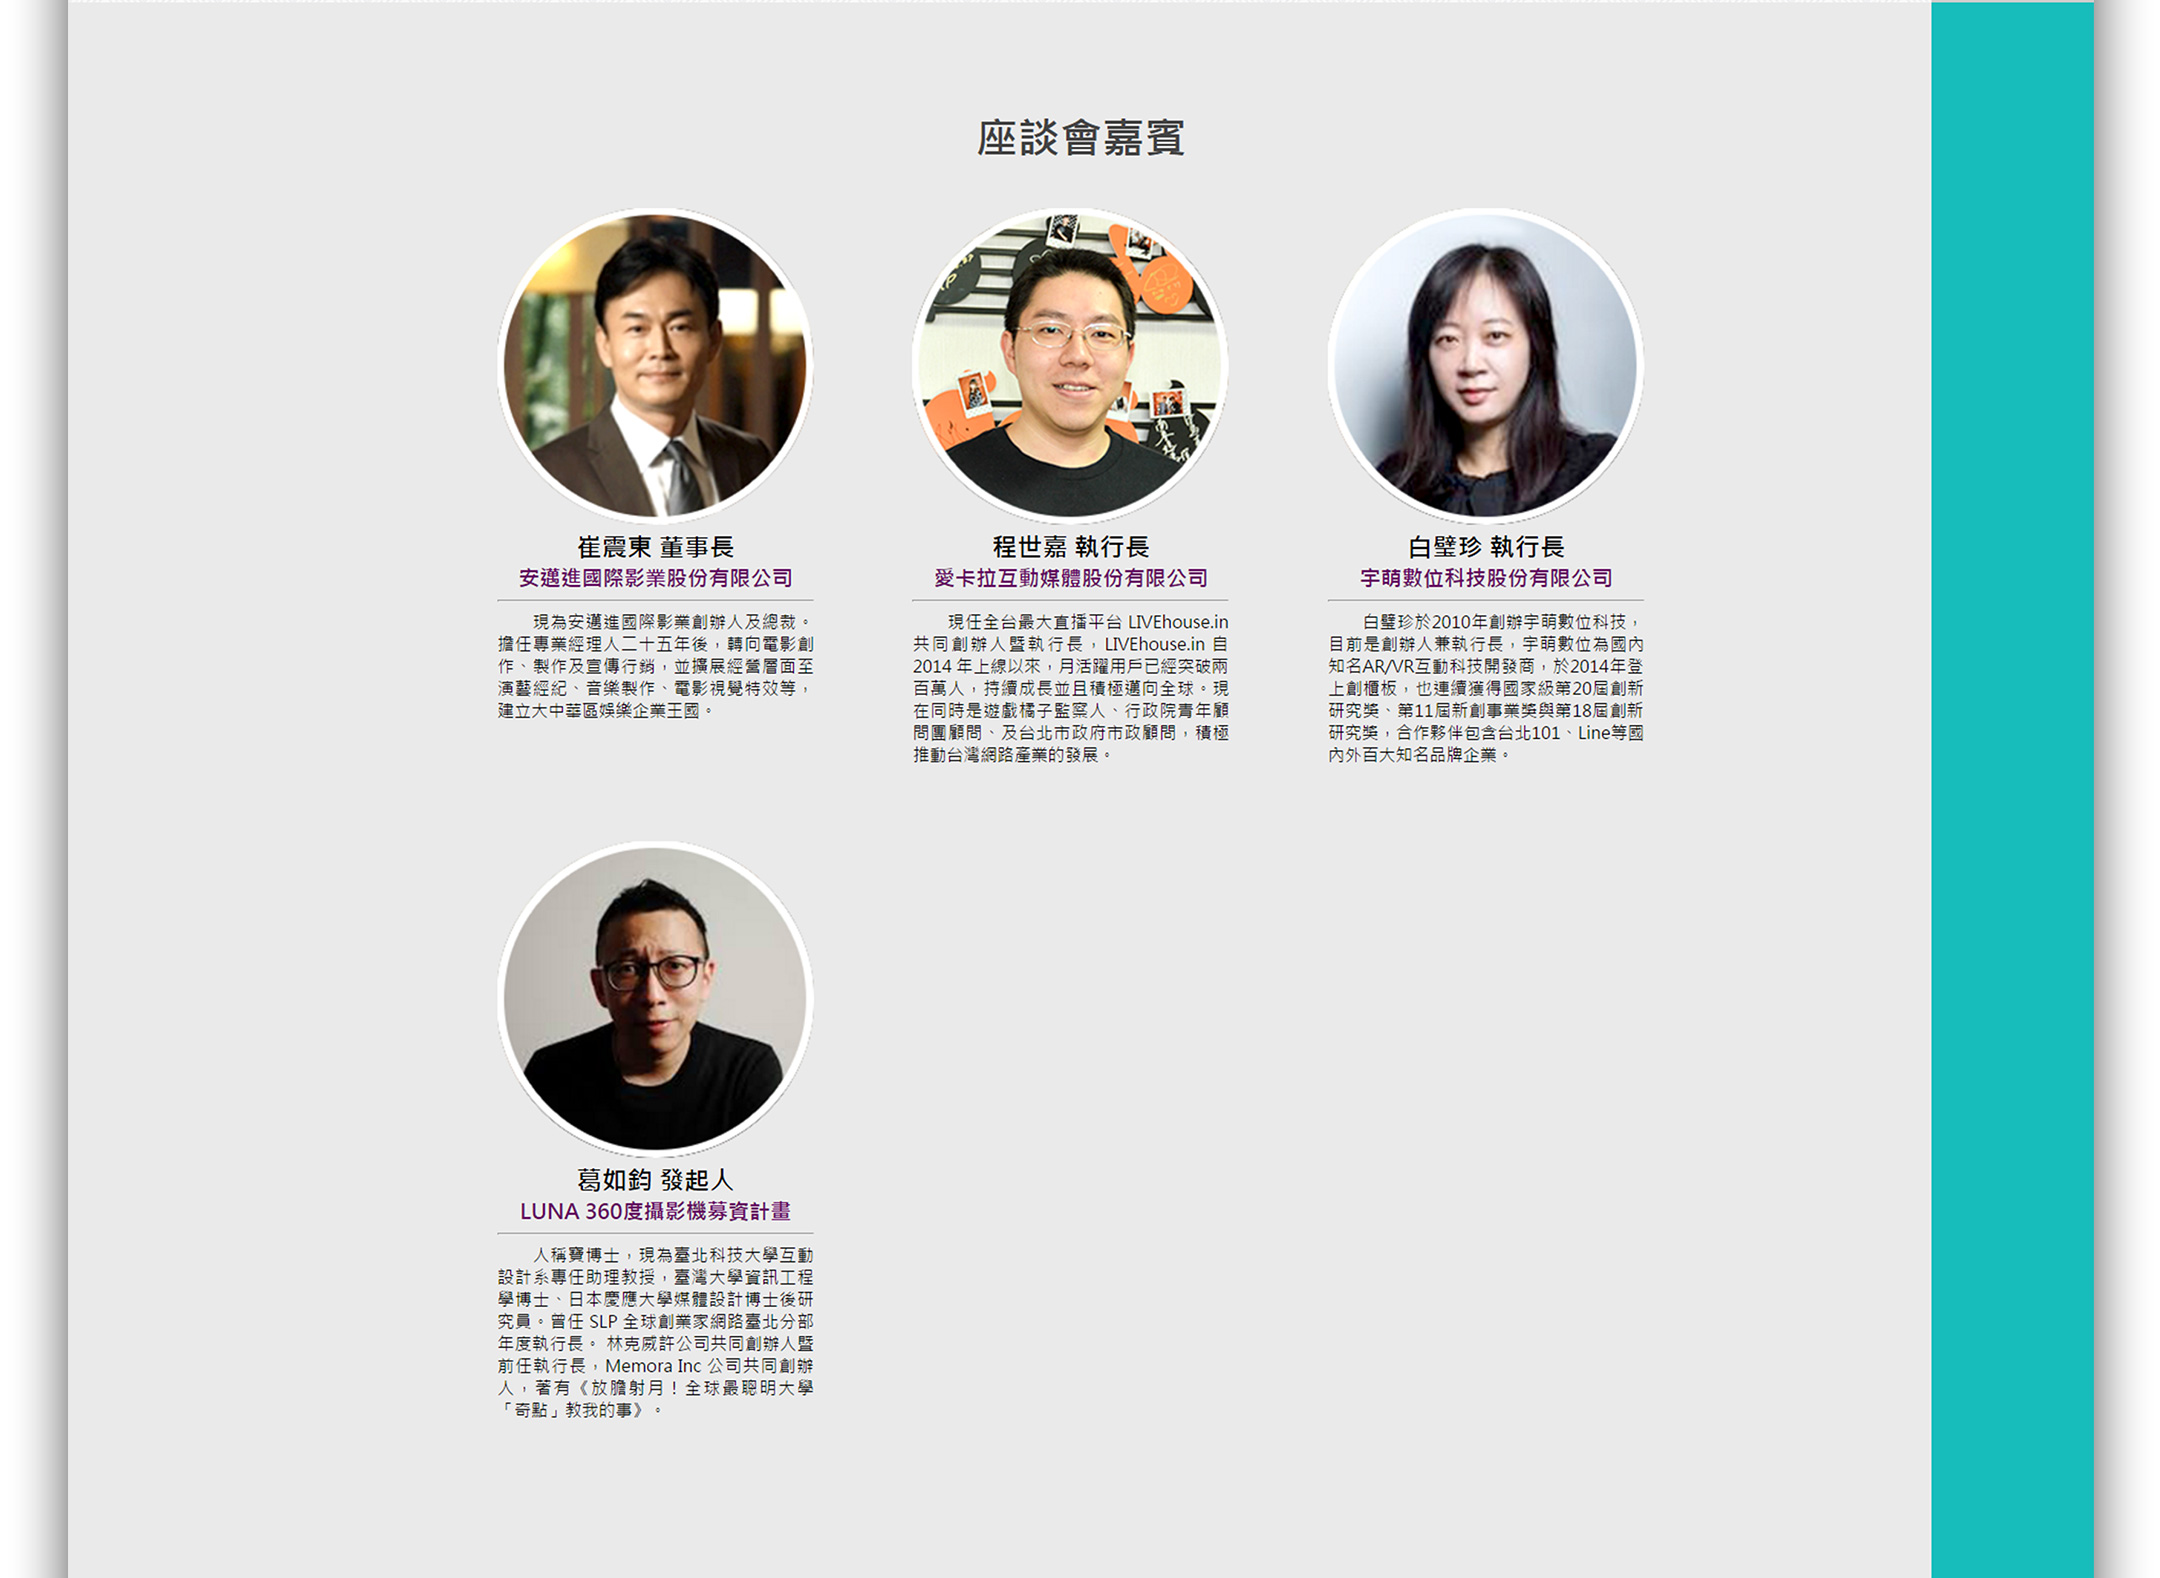 座談會嘉賓
崔震東 董事長
安邁進國際影業股份有限公司
現為安邁進國際影業創辦人及總裁。
擔任專業經理人二十五年後，轉向電影創
作、製作及宣傳行銷，並擴展經營層面至
演藝經紀、音樂製作、電影視覺特效等，
建立大中華區娛樂企業王國。
程世嘉 執行長
愛卡拉互動媒體股份有限公司
現任全台最大直播平台 LIVEhouse.in
共同創辦人暨執行長，LIVEhouse.in 自
2014 年上線以來，月活躍用戶已經突破兩
百萬人，持續成長並且積極邁向全球。現
在同時是遊戲橘子監察人、行政院青年顧
問團顧問、及台北市政府市政顧問，積極
推動台灣網路產業的發展。
白璧珍 執行長
宇萌數位科技股份有限公司
白璧珍於2010年創辦宇萌數位科技，
目前是創辦人兼執行長，宇萌數位為國內
知名AR/VR互動科技開發商，於2014年登
上創櫃板，也連續獲得國家級第20屆創新
研究獎、第11屆新創事業獎與第18屆創新
研究獎，合作夥伴包含台北101、Line等國
內外百大知名品牌企業。
葛如鈞 發起人
LUNA 360度攝影機募資計畫
人稱寶博士，現為臺北科技大學互動
設計系專任助理教授，臺灣大學資訊工程
學博士、日本慶應大學媒體設計博士後研
究員。曾任 SLP 全球創業家網路臺北分部
年度執行長。 林克威許公司共同創辦人暨
前任執行長，Memora Inc 公司共同創辦
人，著有《放膽射月！全球最聰明大學
「奇點」教我的事》。